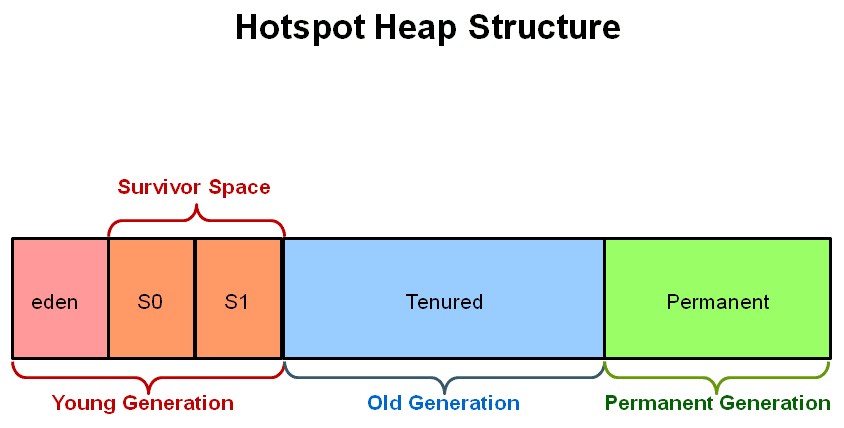 Hotspot Heap Structure
Survivor Space
eden
S0
S1
Tenured
Permanent
Young Generation
Old Generation
Permanent Generation